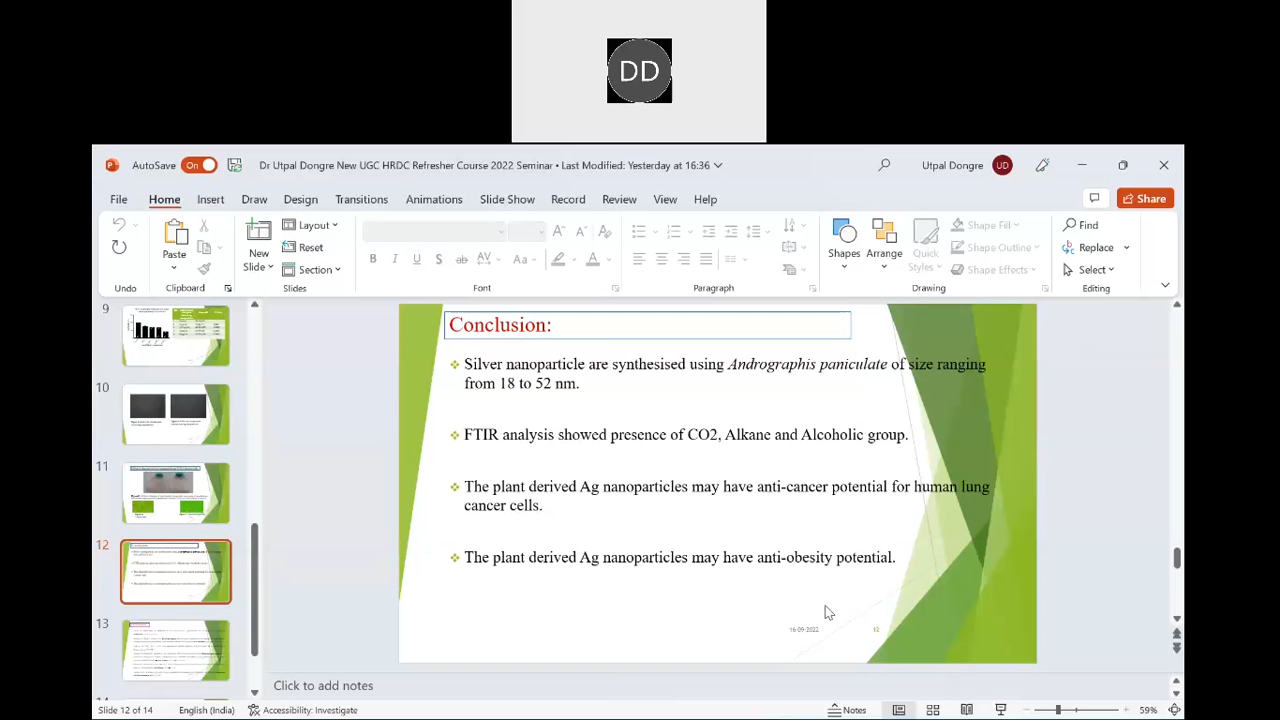 DD
AutoSave On Dr Utpal Dongre New UGC HRDC Refresher Course 2022 Seminar • Last Modified: Yesterday at 16:36 Utpal Dongre UD
File Home Insert Draw Design Transitions Animations Slide Show Record Review View Help Share
Paste
New
Slide
Layout
Reset
Section
Aa
Shapes
Arrange
Quick
Styles
Shape Fill
Shape Outline
Shape Effects
Find
Replace
Select
Undo Clipboard Slides Font Paragraph Drawing Editing
9
10
11
12
13
Conclusion:
Silver nanoparticle are synthesised using Andrographis paniculate of size ranging
from 18 to 52 nm.
FTIR analysis showed presence of CO2, Alkane and Alcoholic group.
The plant derived Ag nanoparticles may have anti-cancer potential for human lung
cancer cells.
The plant derived Ag nanoparticles may have anti-obesity potential.
16-09-2022 12
Click to add notes
Slide 12 of 14 English (India) Accessibility: Investigate Notes 59%